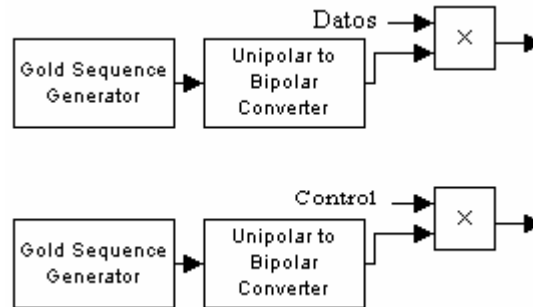 Datos
×
Gold Sequence
Generator
Unipolar to
Bipolar
Converter
Control
×
Gold Sequence
Generator
Unipolar to
Bipolar
Converter